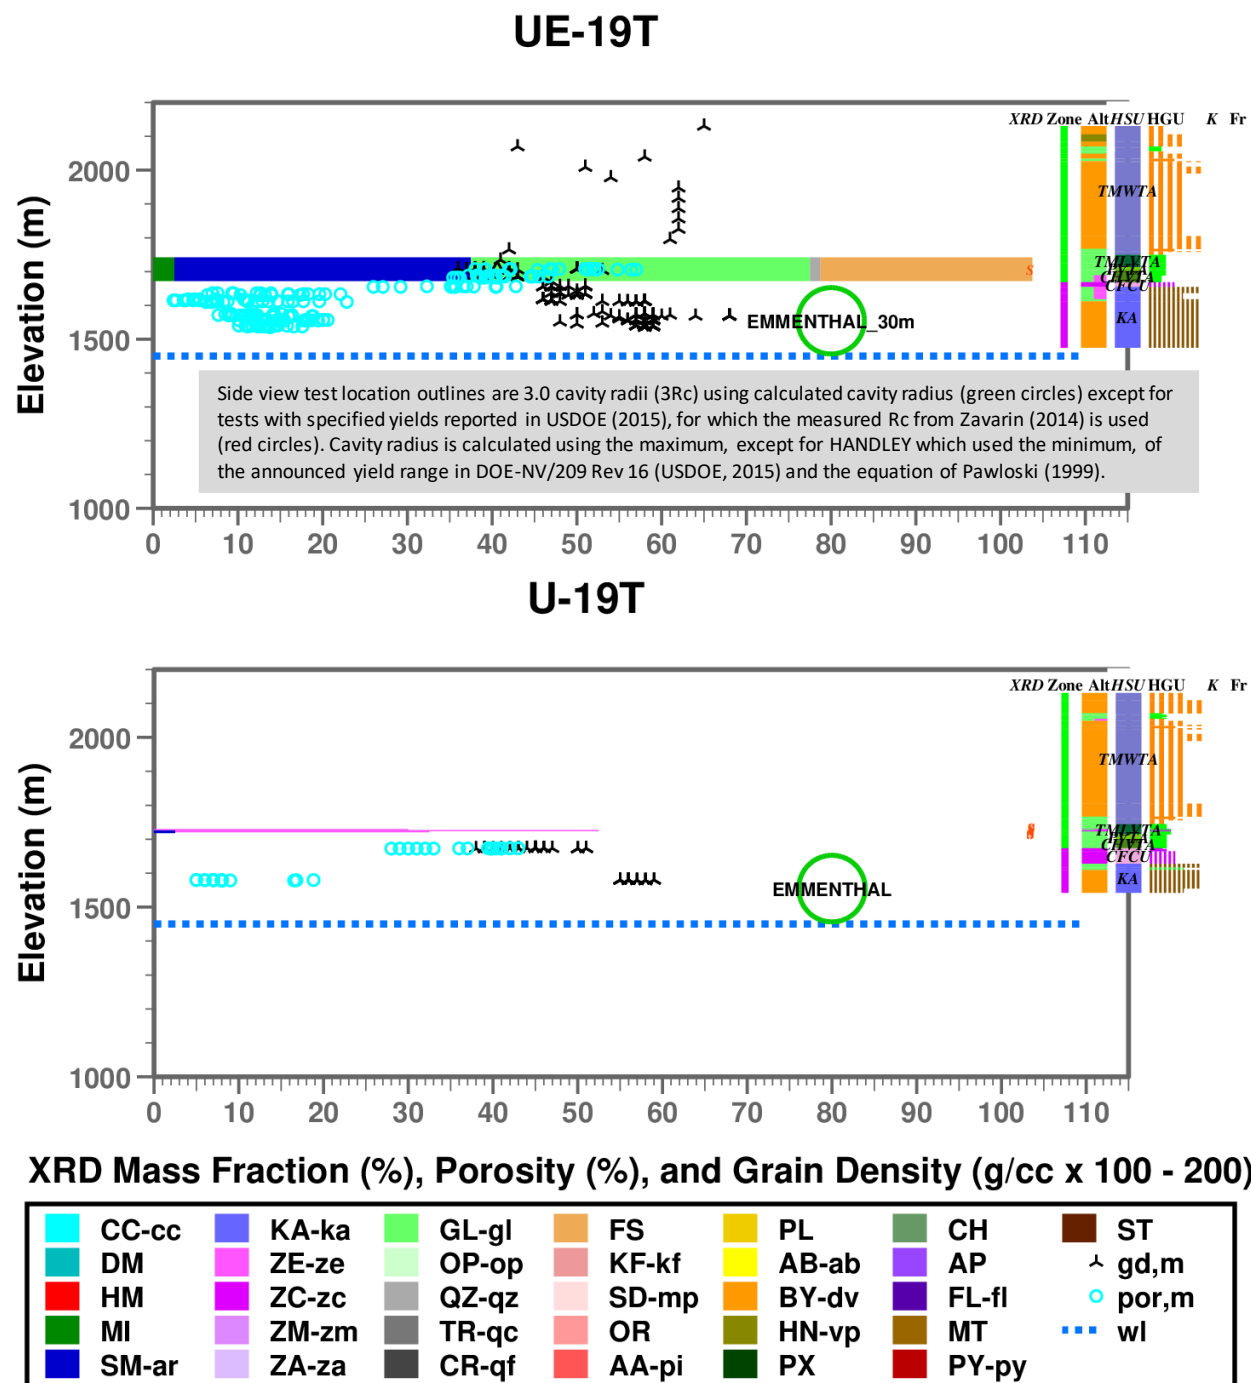 UE-19T
XRD Zone Alt HSU HGU K Fr
2000
1500
1000
Elevation (m)
TMWTA
TMLVTA
CHVTA
CFCU
KA
S
EMMENTHAL_30m
Side view test location outlines are 3.0 cavity radii (3Rc) using calculated cavity radius (green circles) except for
tests with specified yields reported in USDOE (2015), for which the measured Rc from Zavarin (2014) is used
(red circles). Cavity radius is calculated using the maximum, except for HANDLEY which used the minimum, of
the announced yield range in DOE-NV/209 Rev 16 (USDOE, 2015) and the equation of Pawloski (1999).
0 10 20 30 40 50 60 70 80 90 100 110
U-19T
XRD Zone Alt HSU HGU K Fr
2000
1500
1000
Elevation (m)
TMWTA
TMLVTA
CHVTA
CFCU
KA
EMMENTHAL
0 10 20 30 40 50 60 70 80 90 100 110
XRD Mass Fraction (%), Porosity (%), and Grain Density (g/cc x 100 - 200)
CC-cc KA-ka GL-gl FS PL CH ST
DM ZE-ze OP-op KF-kf AB-ab AP gd,m
HM ZC-zc QZ-qz SD-mp BY-dv FL-fl por,m
MI ZM-zm TR-qc OR HN-vp MT wl
SM-ar ZA-za CR-qf AA-pi PX PY-py